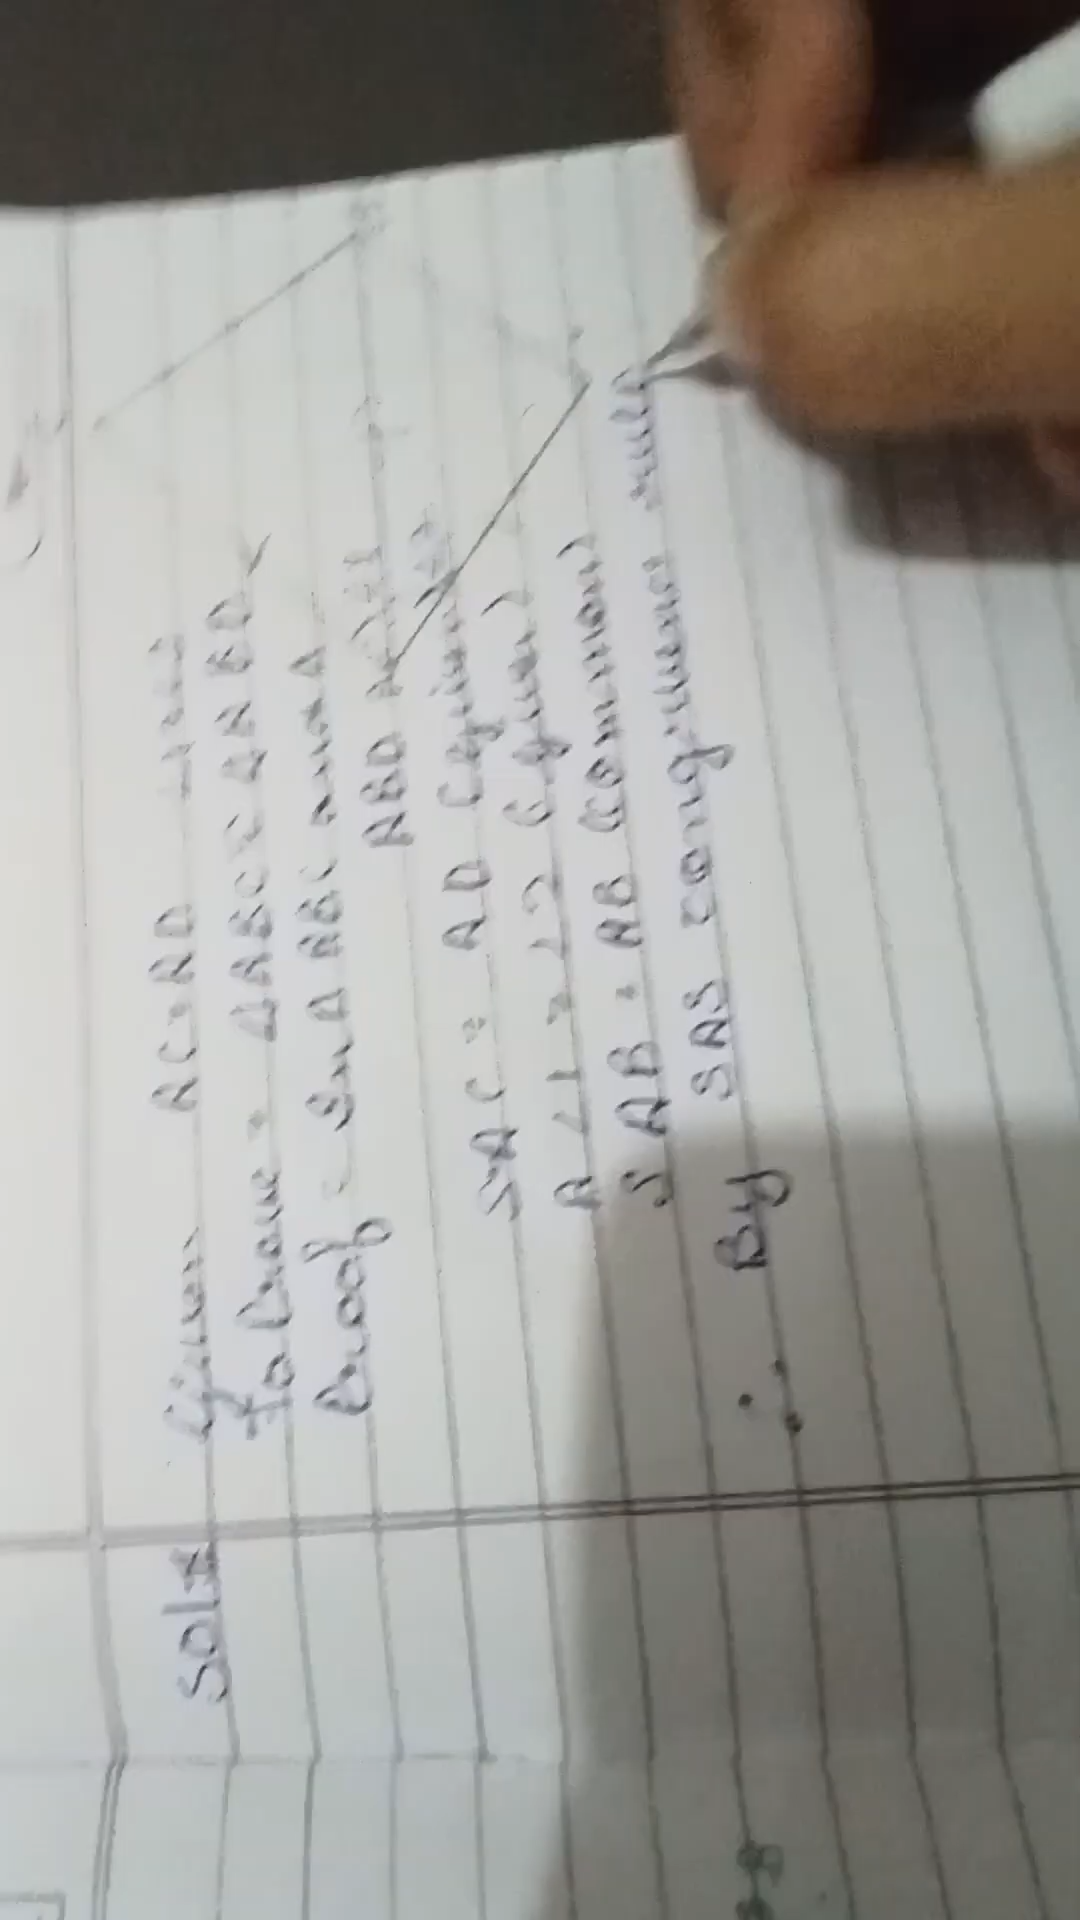 Soln Given AC = AD
To Prove = ΔABC ≅ ΔABD
Proof - In Δ ABC and Δ
ABD
S AC = AD (given)
A ∠1 = ∠2 (given)
S AB = AB (common)
∴ By SAS congruence rule